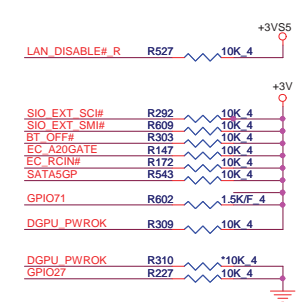 +3VS5
LAN_DISABLE#_R R527 10K_4
+3V
SIO_EXT_SCI# R292 10K_4
SIO_EXT_SMI# R609 10K_4
BT_OFF# R303 10K_4
EC_A20GATE R147 10K_4
EC_RCIN# R172 10K_4
SATA5GP R543 10K_4
GPIO71 R602 1.5K/F_4
DGPU_PWROK R309 10K_4
DGPU_PWROK R310 *10K_4
GPIO27 R227 10K_4